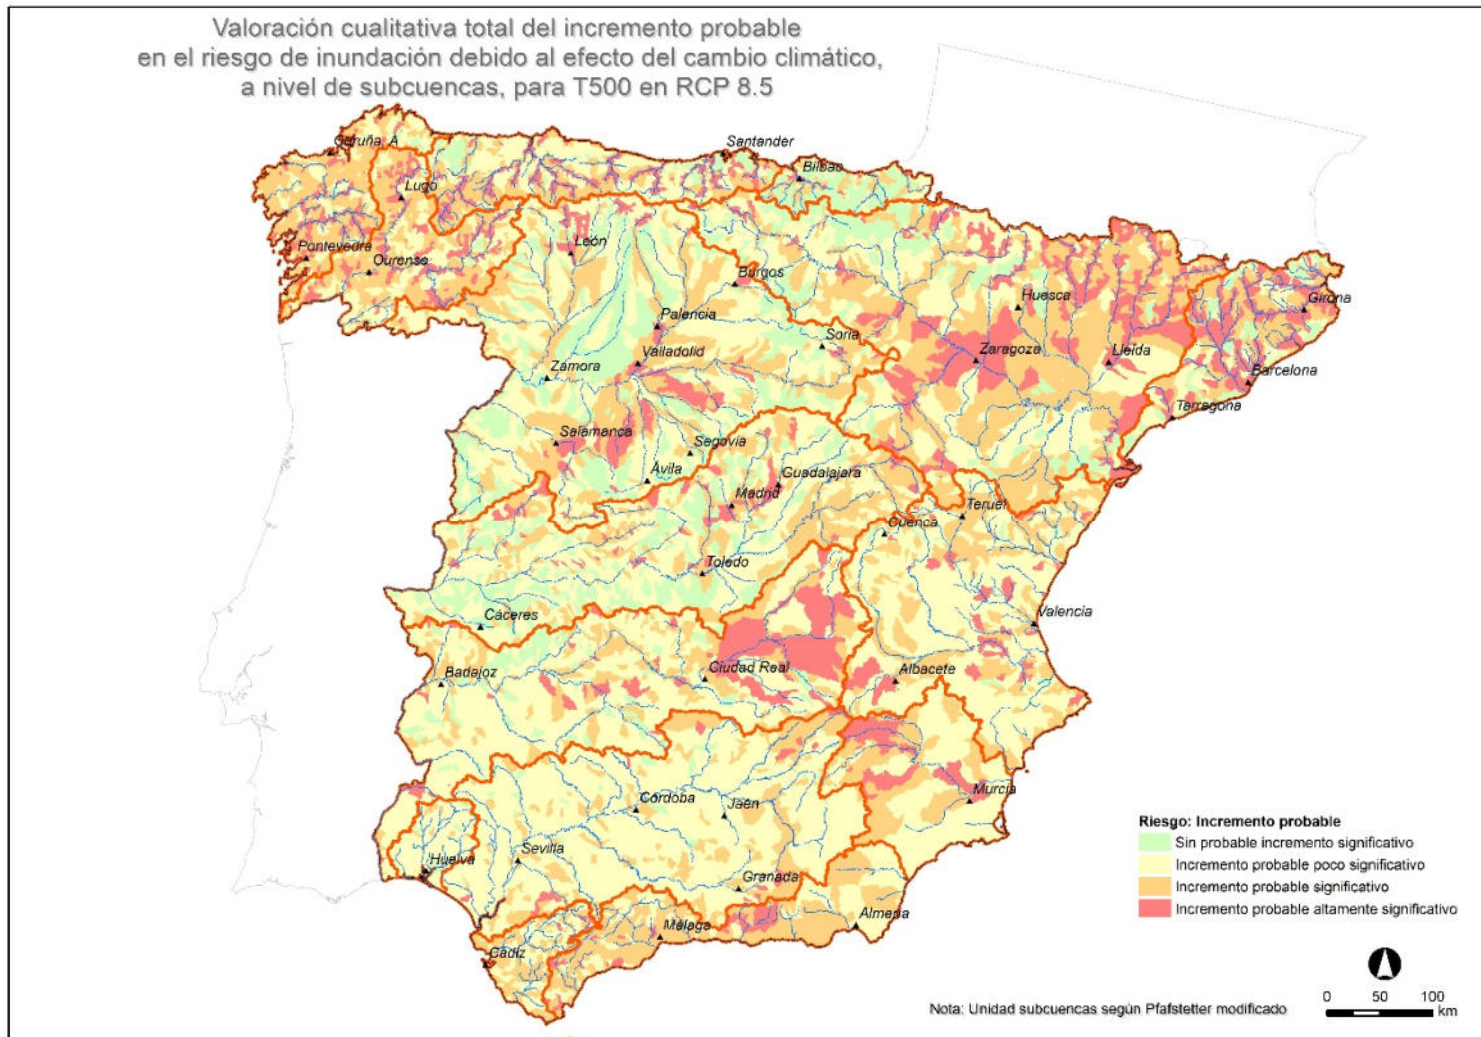 Valoración cualitativa total del incremento probable
en el riesgo de inundación debido al efecto del cambio climático,
a nivel de subcuencas, para T500 en RCP 8.5
Coruña, A
Santander
Bilbao
Lugo
Pontevedra
Ourense
León
Burgos
Huesca
Girona
Palencia
Soria
Zaragoza
Lleida
Valladolid
Zamora
Barcelona
Tarragona
Salamanca
Segovia
Ávila
Guadalajara
Madrid
Teruel
Cuenca
Toledo
Cáceres
Valencia
Badajoz
Ciudad Real
Albacete
Córdoba
Jaén
Murcia
Huelva
Sevilla
Granada
Almería
Málaga
Cádiz
Riesgo: Incremento probable
Sin probable incremento significativo
Incremento probable poco significativo
Incremento probable significativo
Incremento probable altamente significativo
Nota: Unidad subcuencas según Pfafstetter modificado
0 50 100
km